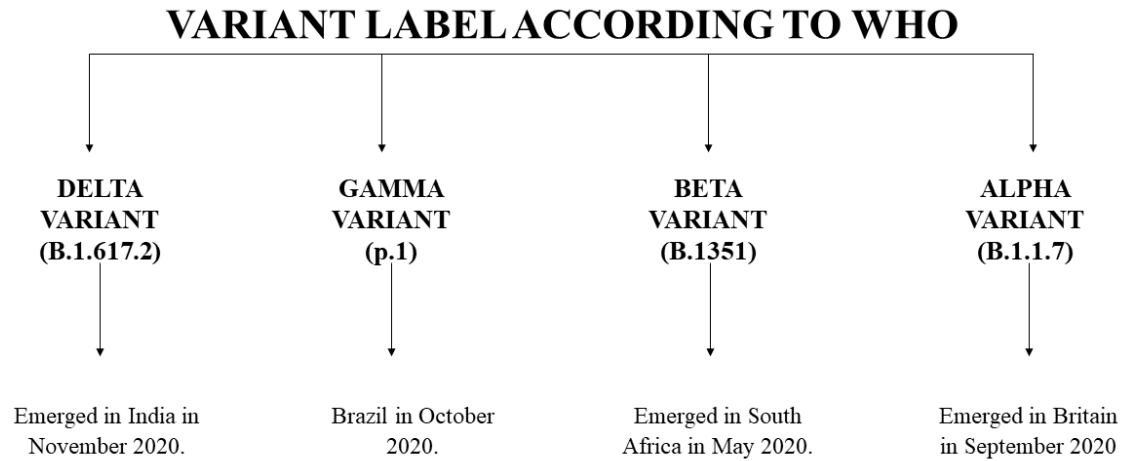 VARIANT LABEL ACCORDING TO WHO
DELTA
VARIANT
(B.1.617.2)
GAMMA
VARIANT
(p.1)
BETA
VARIANT
(B.1351)
ALPHA
VARIANT
(B.1.1.7)
Emerged in India in
November 2020.
Brazil in October
2020.
Emerged in South
Africa in May 2020.
Emerged in Britain
in September 2020